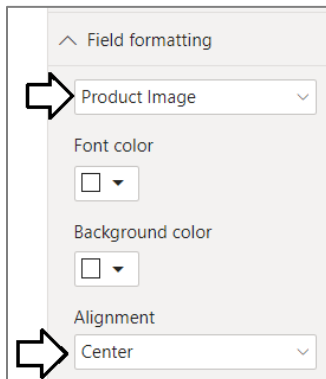 Field formatting
Product Image
Font color
Background color
Alignment
Center